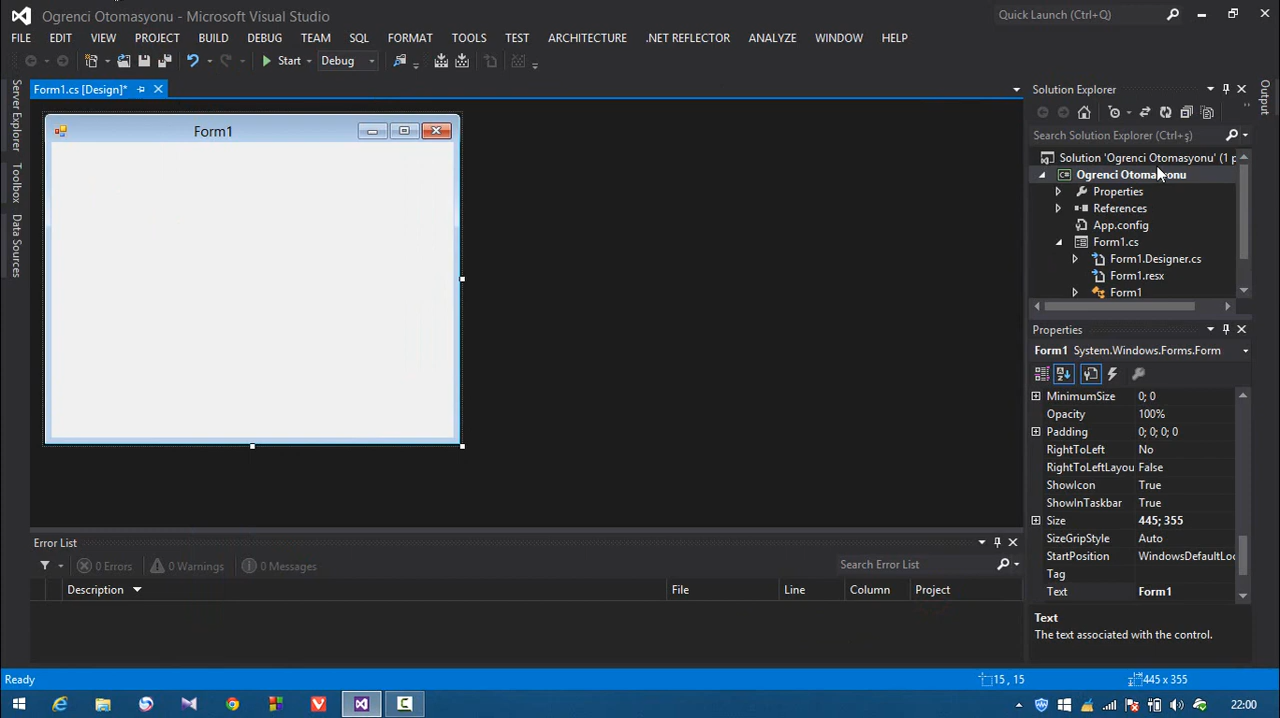 Ogrenci Otomasyonu - Microsoft Visual Studio
Quick Launch (Ctrl+Q)
FILE EDIT VIEW PROJECT BUILD DEBUG TEAM SQL FORMAT TOOLS TEST ARCHITECTURE .NET REFLECTOR ANALYZE WINDOW HELP
Start Debug
Server Explorer
Toolbox
Data Sources
Form1.cs [Design]*
Form1
Solution Explorer
Output
Search Solution Explorer (Ctrl+ş)
Solution 'Ogrenci Otomasyonu' (1 p
Ogrenci Otomasyonu
Properties
References
App.config
Form1.cs
Form1.Designer.cs
Form1.resx
Form1
Properties
Form1 System.Windows.Forms.Form
MinimumSize 0; 0
Opacity 100%
Padding 0; 0; 0; 0
RightToLeft No
RightToLeftLayou False
ShowIcon True
ShowInTaskbar True
Size 445; 355
SizeGripStyle Auto
StartPosition WindowsDefaultLoc
Tag
Text Form1
Text
The text associated with the control.
Error List
0 Errors 0 Warnings 0 Messages
Search Error List
Description File Line Column Project
Ready 15 , 15 445 x 355
22:00